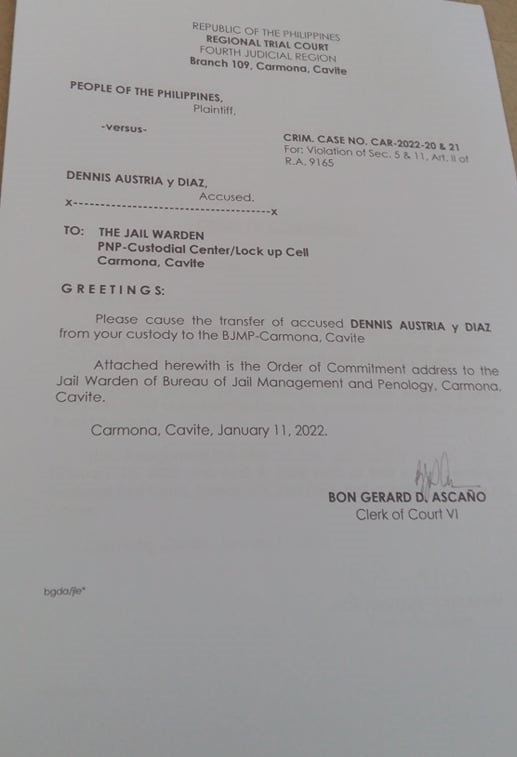 REPUBLIC OF THE PHILIPPINES
REGIONAL TRIAL COURT
FOURTH JUDICIAL REGION
Branch 109, Carmona, Cavite
PEOPLE OF THE PHILIPPINES,
Plaintiff,
-versus-
CRIM. CASE NO. CAR-2022-20 & 21
For: Violation of Sec. 5 & 11, Art. II of
R.A. 9165
DENNIS AUSTRIA y DIAZ,
Accused.
x-----------------------------------x
TO: THE JAIL WARDEN
PNP-Custodial Center/Lock up Cell
Carmona, Cavite
G R E E T I N G S:
Please cause the transfer of accused DENNIS AUSTRIA y DIAZ
from your custody to the BJMP-Carmona, Cavite
Attached herewith is the Order of Commitment address to the
Jail Warden of Bureau of Jail Management and Penology, Carmona,
Cavite.
Carmona, Cavite, January 11, 2022.
BON GERARD D. ASCAÑO
Clerk of Court VI
bgda/jle*